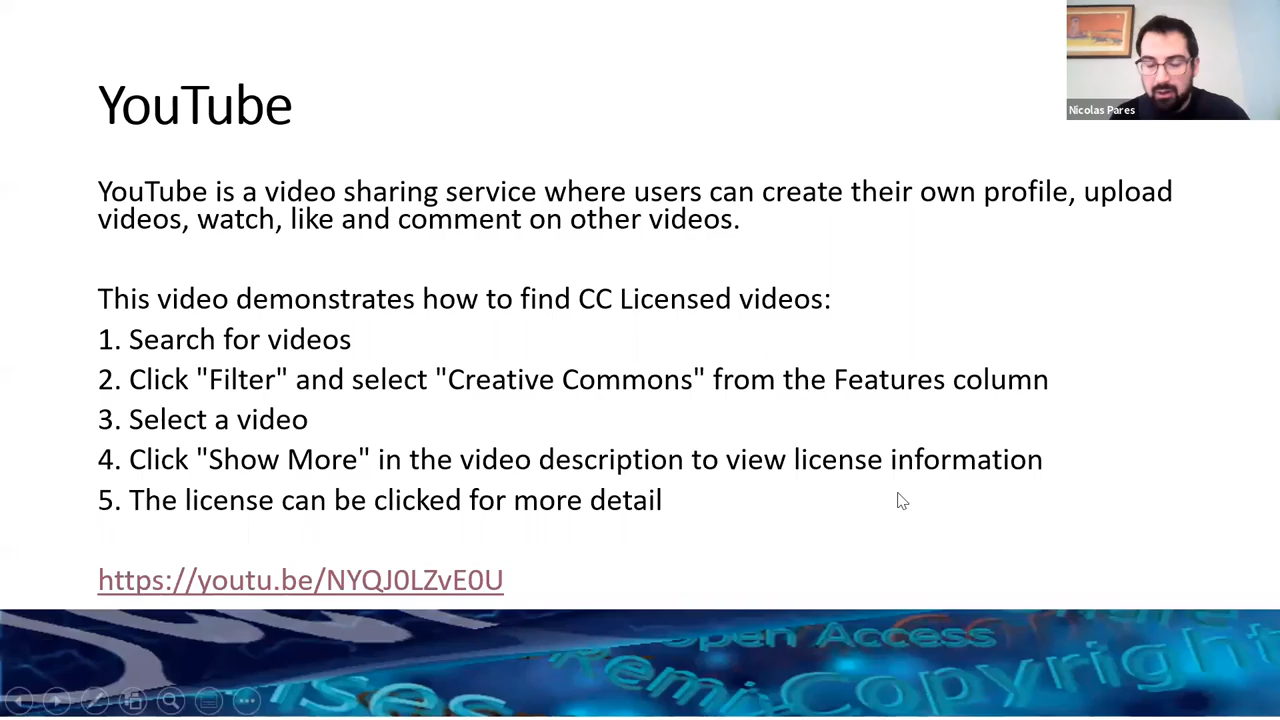 YouTube
Nicolas Pares
YouTube is a video sharing service where users can create their own profile, upload
videos, watch, like and comment on other videos.
This video demonstrates how to find CC Licensed videos:
1. Search for videos
2. Click "Filter" and select "Creative Commons" from the Features column
3. Select a video
4. Click "Show More" in the video description to view license information
5. The license can be clicked for more detail
https://youtu.be/NYQJ0LZvE0U
Open Access
Remi
Copyright